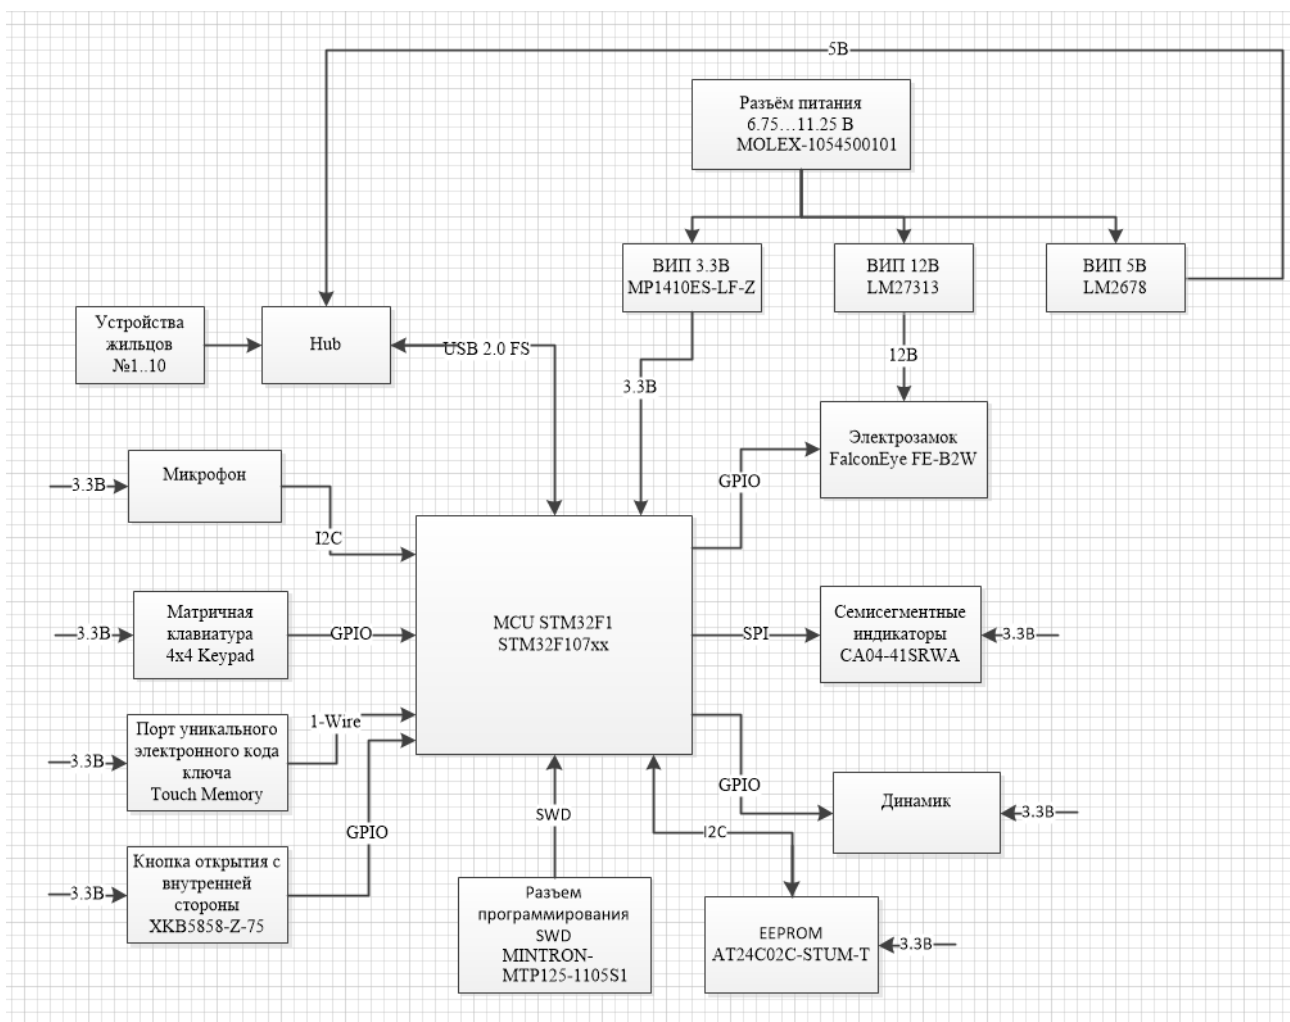 5В
Разъём питания
6.75...11.25 В
MOLEX-1054500101
ВИП 3.3В
MP1410ES-LF-Z
ВИП 12В
LM27313
ВИП 5В
LM2678
Устройства
жильцов
№1..10
Hub
USB 2.0 FS
12В
3.3В
Электрозамок
FalconEye FE-B2W
GPIO
Микрофон
3.3В
I2C
MCU STM32F1
STM32F107xx
Матричная
клавиатура
4x4 Keypad
3.3В
GPIO
SPI
Семисегментные
индикаторы
CA04-41SRWA
3.3В
Порт уникального
электронного кода
ключа
Touch Memory
3.3В
1-Wire
GPIO
Динамик
3.3В
Кнопка открытия с
внутренней
стороны
XKB5858-Z-75
3.3В
GPIO
SWD
I2C
Разъем
программирования
SWD
MINTRON-
MTP125-1105S1
EEPROM
AT24C02C-STUM-T
3.3В